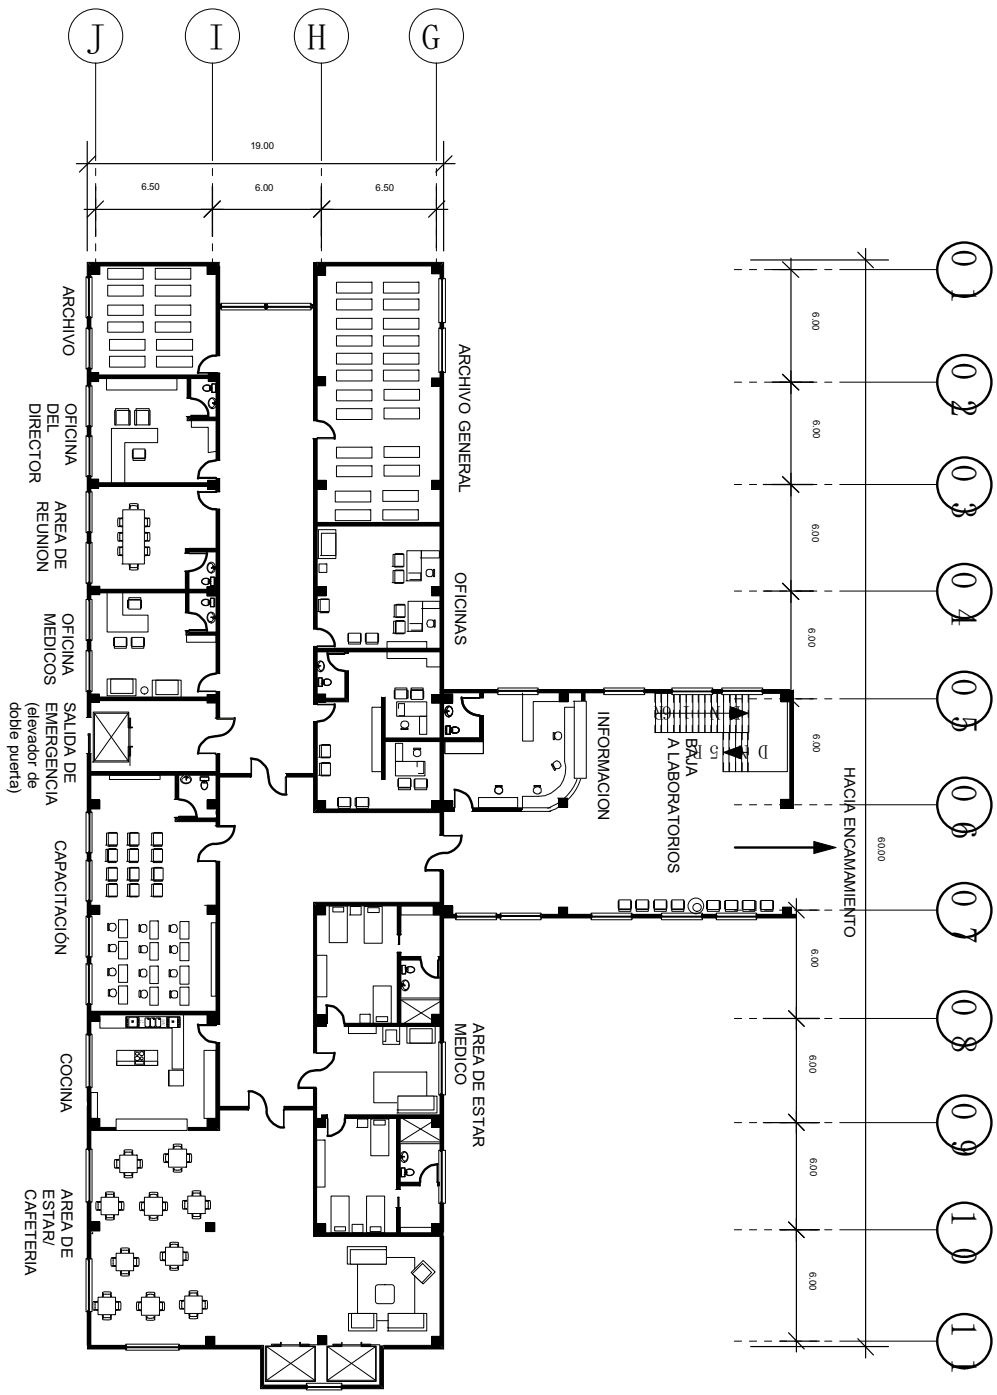 J
I
H
G
19.00
6.50
6.00
6.50
01
02
03
04
05
06
07
08
09
10
11
6.00
6.00
6.00
6.00
6.00
60.00
6.00
6.00
6.00
6.00
HACIA ENCAMAMIENTO
ARCHIVO
OFICINA
DEL
DIRECTOR
AREA DE
REUNION
OFICINA
MEDICOS
SALIDA DE
EMERGENCIA
(elevador de
doble puerta)
CAPACITACIÓN
COCINA
AREA DE
ESTAR/
CAFETERIA
ARCHIVO GENERAL
OFICINAS
INFORMACION
BAJA
A LABORATORIOS
AREA DE ESTAR
MEDICO